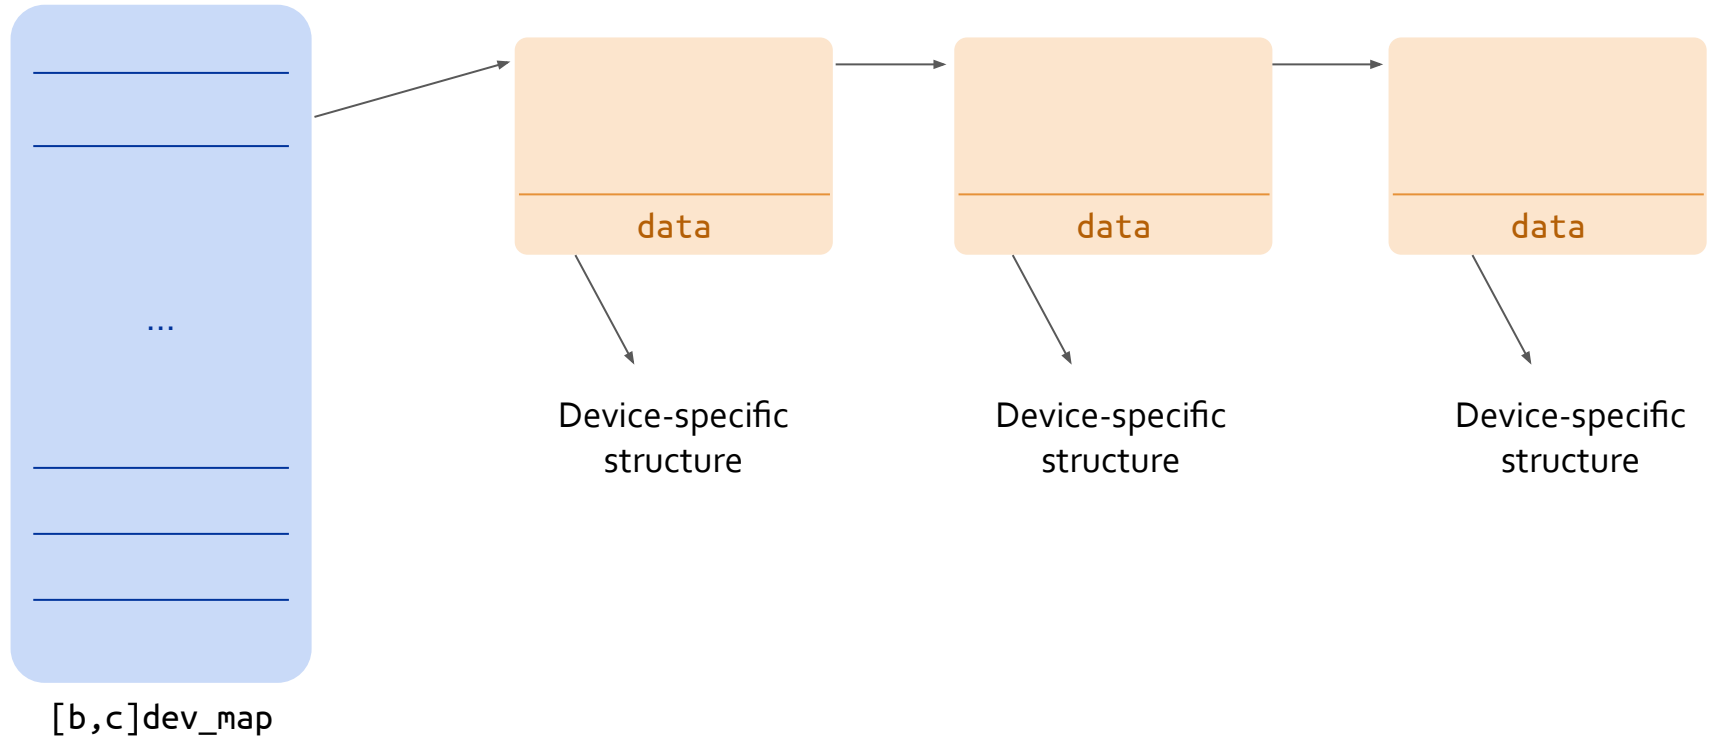 data
data
data
...
Device-specific
structure
Device-specific
structure
Device-specific
structure
[b,c]dev_map